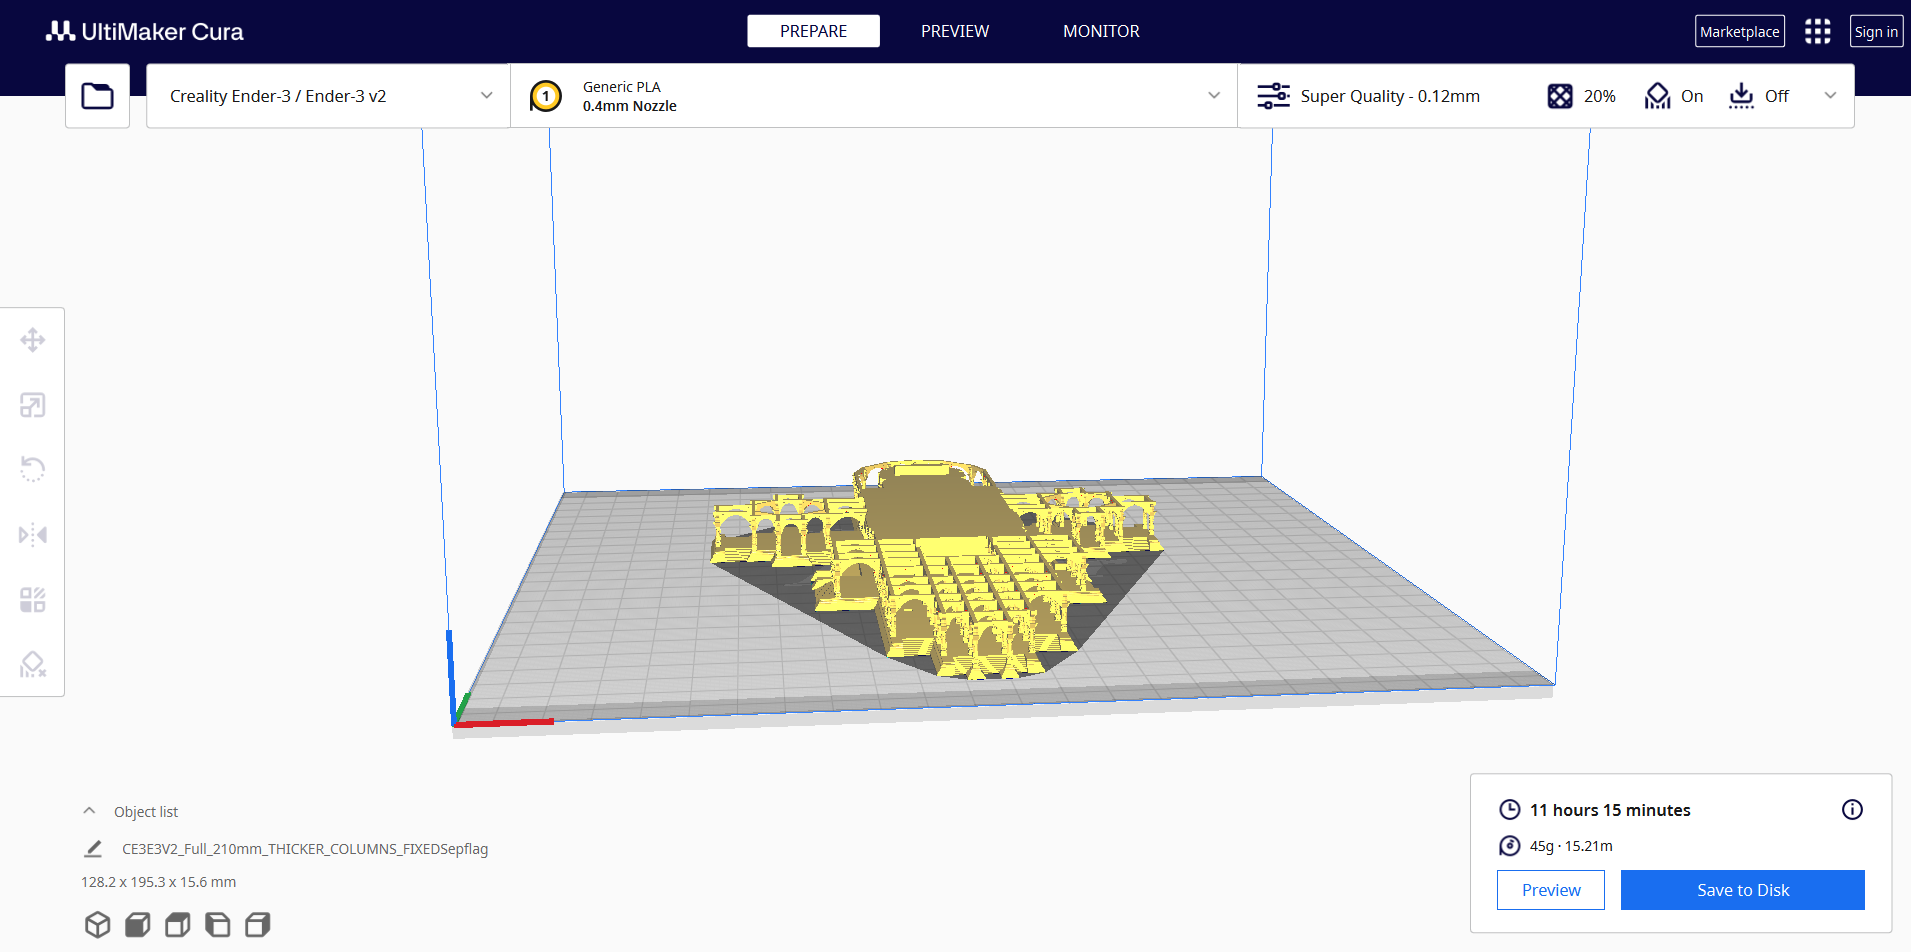 UltiMaker Cura
PREPARE
PREVIEW
MONITOR
Marketplace
Sign in
Creality Ender-3 / Ender-3 v2
1
Generic PLA
0.4mm Nozzle
Super Quality - 0.12mm
20%
On
Off
Object list
CE3E3V2_Full_210mm_THICKER_COLUMNS_FIXEDSepflag
128.2 x 195.3 x 15.6 mm
11 hours 15 minutes
45g · 15.21m
Preview
Save to Disk